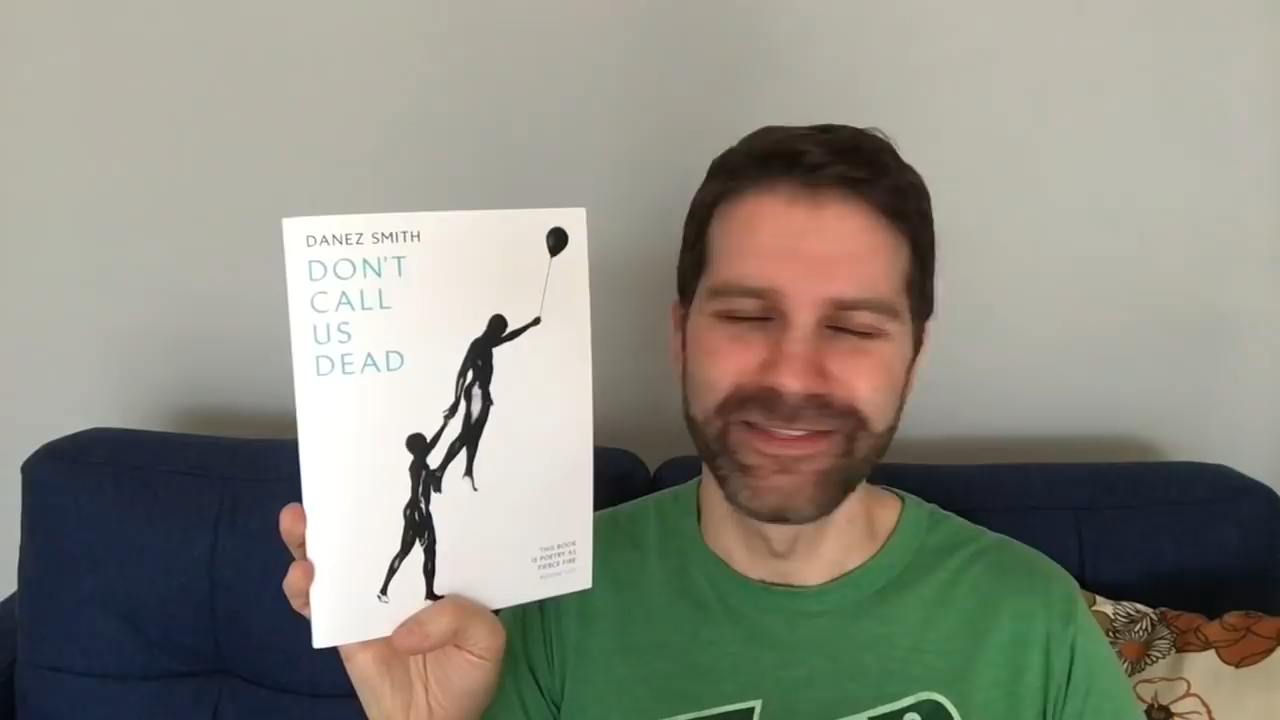 DANEZ SMITH
DON'T
CALL
US
DEAD
THIS BOOK
IS POETRY AS
FIERCE FIRE